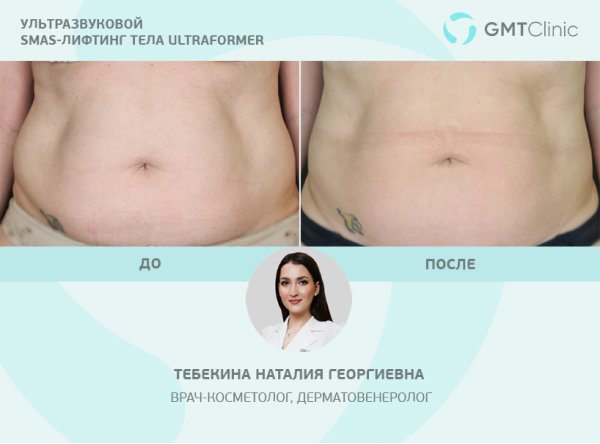 УЛЬТРАЗВУКОВОЙ
SMAS-ЛИФТИНГ ТЕЛА ULTRAFORMER
GMTClinic
ДО
ПОСЛЕ
ТЕБЕКИНА НАТАЛИЯ ГЕОРГИЕВНА
ВРАЧ-КОСМЕТОЛОГ, ДЕРМАТОВЕНЕРОЛОГ